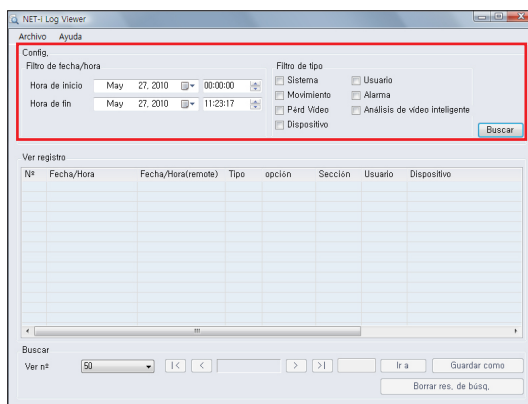 NET-i Log Viewer
Archivo Ayuda
Config.
Filtro de fecha/hora
Filtro de tipo
Hora de inicio May 27, 2010 00:00:00
Hora de fin May 27, 2010 11:23:17
Sistema Usuario
Movimiento Alarma
Pérd Vídeo Análisis de vídeo inteligente
Dispositivo
Buscar
Ver registro
Nº Fecha/Hora Fecha/Hora(remote) Tipo opción Sección Usuario Dispositivo
Buscar
Ver nº 50 |< < > >| Ir a Guardar como
Borrar res. de búsq.